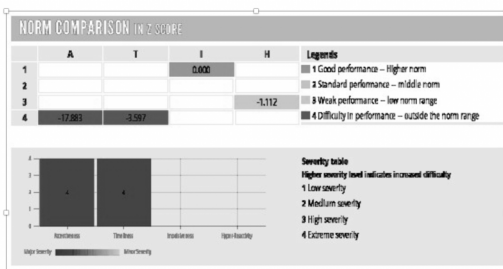 NORM COMPARISON IN Z SCORE
A T I H Legends
1 0.000 1 Good performance – Higher norm
2 2 Standard performance – middle norm
3 -1.112 3 Weak performance – low norm range
4 -17.883 -3.597 4 Difficulty in performance – outside the norm range
Severity table
Higher severity level indicates increased difficulty
1 Low severity
2 Medium severity
3 High severity
4 Extreme severity
4 4
Attentiveness Timeliness Impulsiveness Hyper-Reactivity
Major Severity Minor Severity